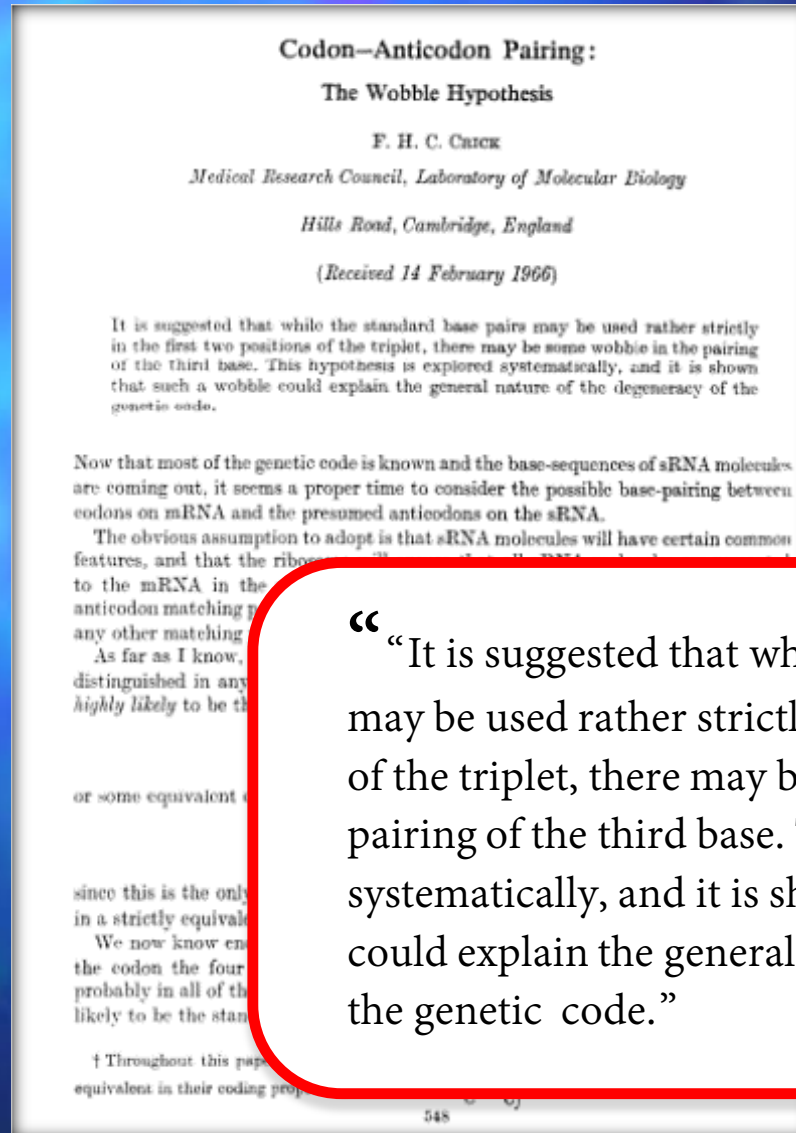 Codon—Anticodon Pairing:
The Wobble Hypothesis
F. H. C. CRICK
Medical Research Council, Laboratory of Molecular Biology
Hills Road, Cambridge, England
(Received 14 February 1966)
It is suggested that while the standard base pairs may be used rather strictly
in the first two positions of the triplet, there may be some wobble in the pairing
of the third base. This hypothesis is explored systematically, and it is shown
that such a wobble could explain the general nature of the degeneracy of the
genetic code.
Now that most of the genetic code is known and the base-sequences of sRNA molecules
are coming out, it seems a proper time to consider the possible base-pairing between
codons on mRNA and the presumed anticodons on the sRNA.
The obvious assumption to adopt is that sRNA molecules will have certain common
features, and that the
to the mRNA in the
anticodon matching
any other matching
As far as I know,
distinguished in any
highly likely to be
or some equivalent
since this is the only
in a strictly
We now know
the codon the four
probably in all of
likely to be the
† Throughout this
equivalent in their coding
548
“ “It is suggested that
may be used rather
of the triplet, there may
pairing of the third base.
systematically, and it is
could explain the general
the genetic code.”